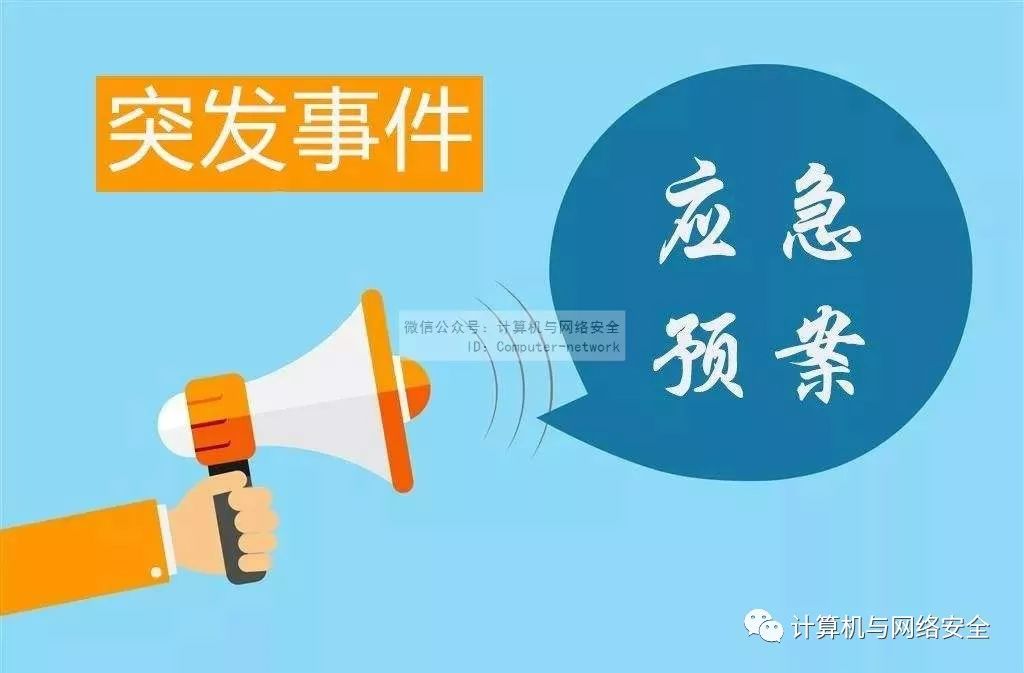 突发事件
应急
预案
微信公众号：计算机与网络安全
ID：Computer-network
计算机与网络安全